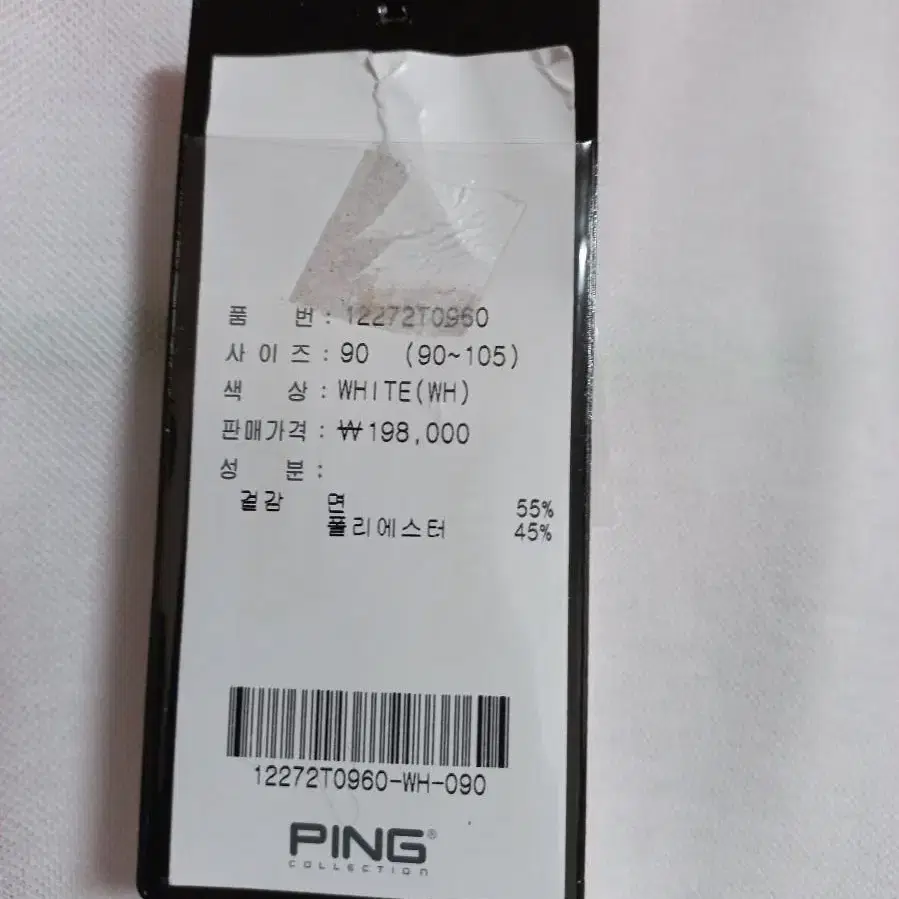 품 번 : 12272T0960
사 이 즈 : 90 (90~105)
색 상 : WHITE(WH)
판매가격 : ₩198,000
성 분 :
겉감 면 55%
폴리에스터 45%
12272T0960-WH-090
PING®
COLLECTION